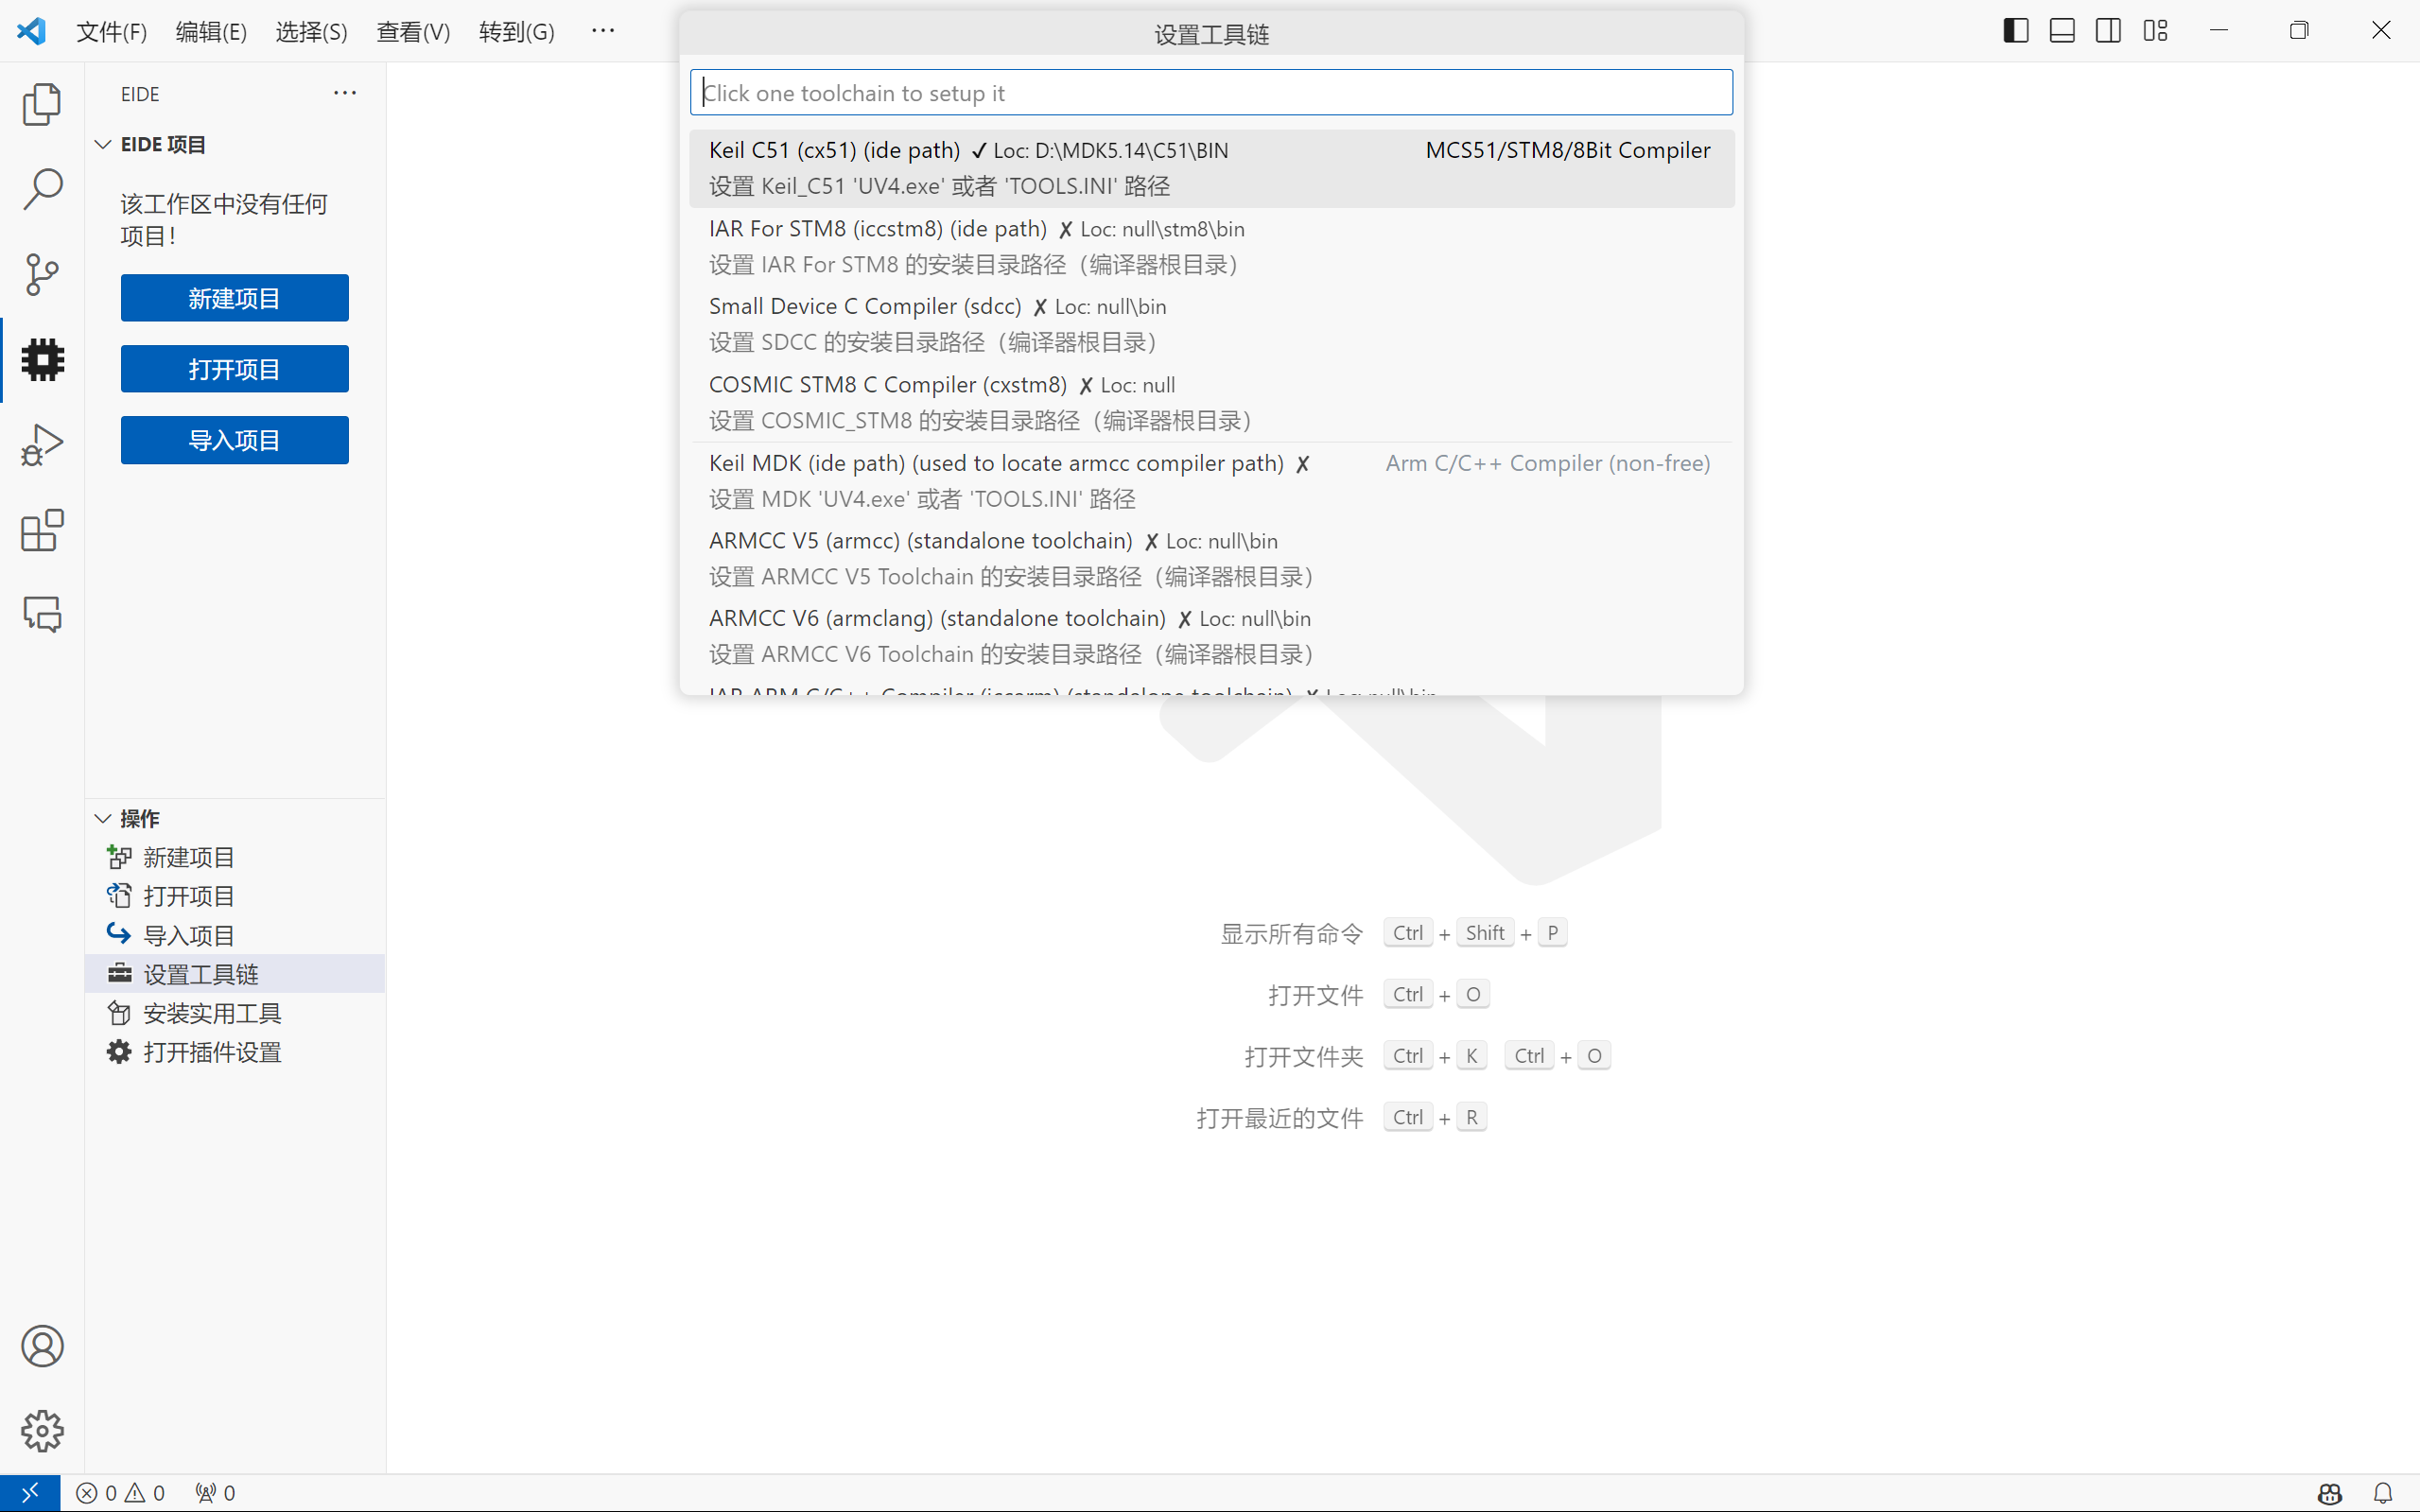 文件(F) 编辑(E) 选择(S) 查看(V) 转到(G) ···
设置工具链
Click one toolchain to setup it
Keil C51 (cx51) (ide path) ✓ Loc: D:\MDK5.14\C51\BIN MCS51/STM8/8Bit Compiler
设置 Keil_C51 'UV4.exe' 或者 'TOOLS.INI' 路径
IAR For STM8 (iccstm8) (ide path) ✗ Loc: null\stm8\bin
设置 IAR For STM8 的安装目录路径（编译器根目录）
Small Device C Compiler (sdcc) ✗ Loc: null\bin
设置 SDCC 的安装目录路径（编译器根目录）
COSMIC STM8 C Compiler (cxstm8) ✗ Loc: null
设置 COSMIC_STM8 的安装目录路径（编译器根目录）
Keil MDK (ide path) (used to locate armcc compiler path) ✗ Arm C/C++ Compiler (non-free)
设置 MDK 'UV4.exe' 或者 'TOOLS.INI' 路径
ARMCC V5 (armcc) (standalone toolchain) ✗ Loc: null\bin
设置 ARMCC V5 Toolchain 的安装目录路径（编译器根目录）
ARMCC V6 (armclang) (standalone toolchain) ✗ Loc: null\bin
设置 ARMCC V6 Toolchain 的安装目录路径（编译器根目录）
IAR ARM C/C++ Compiler (iccarm) (standalone toolchain) ✗ Loc: null\bin
EIDE ···
EIDE 项目
该工作区中没有任何
项目！
新建项目
打开项目
导入项目
操作
新建项目
打开项目
导入项目
设置工具链
安装实用工具
打开插件设置
显示所有命令 Ctrl + Shift + P
打开文件 Ctrl + O
打开文件夹 Ctrl + K Ctrl + O
打开最近的文件 Ctrl + R
0 0 0